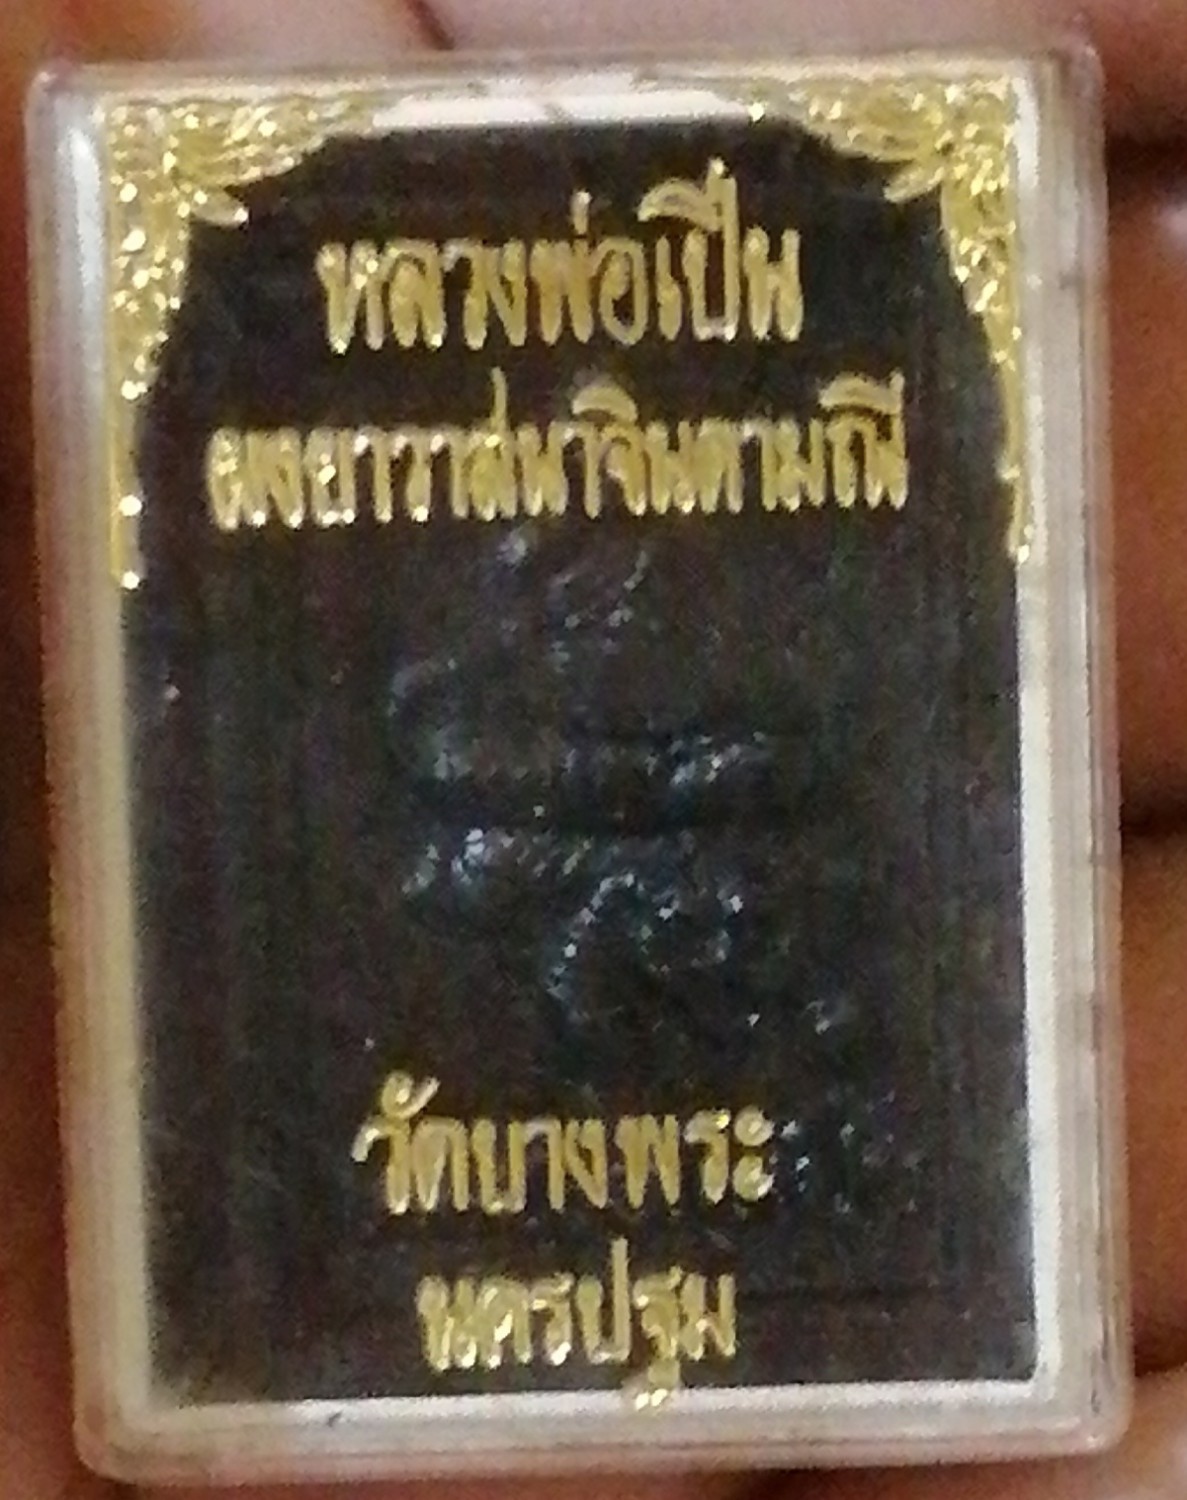 หลวงพ่อเปิ่น
ผงยาวาสนาจินดามณี
วัดบางพระ
นครปฐม